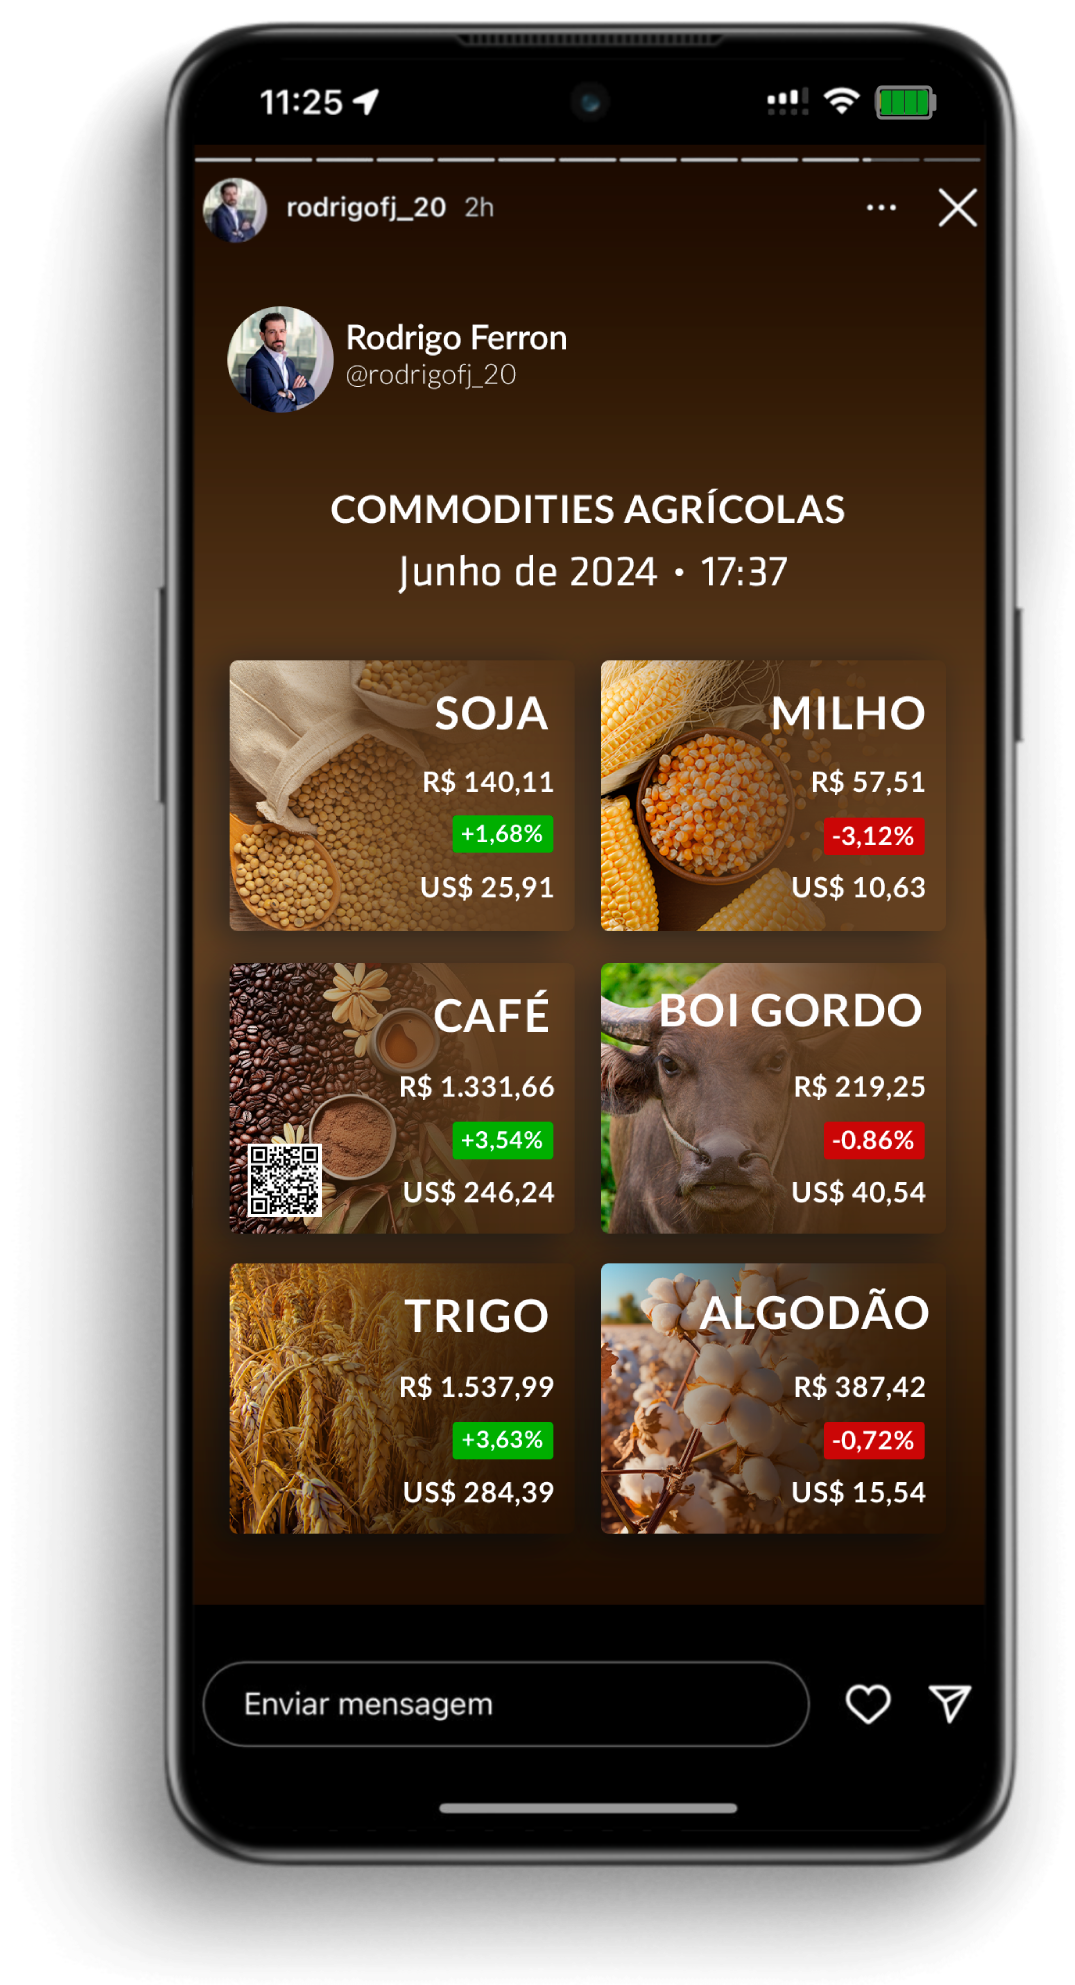 11:25
rodrigofj_20 2h
Rodrigo Ferron
@rodrigofj_20
COMMODITIES AGRÍCOLAS
Junho de 2024 • 17:37
SOJA
R$ 140,11
+1,68%
US$ 25,91
MILHO
R$ 57,51
-3,12%
US$ 10,63
CAFÉ
R$ 1.331,66
+3,54%
US$ 246,24
BOI GORDO
R$ 219,25
-0.86%
US$ 40,54
TRIGO
R$ 1.537,99
+3,63%
US$ 284,39
ALGODÃO
R$ 387,42
-0,72%
US$ 15,54
Enviar mensagem